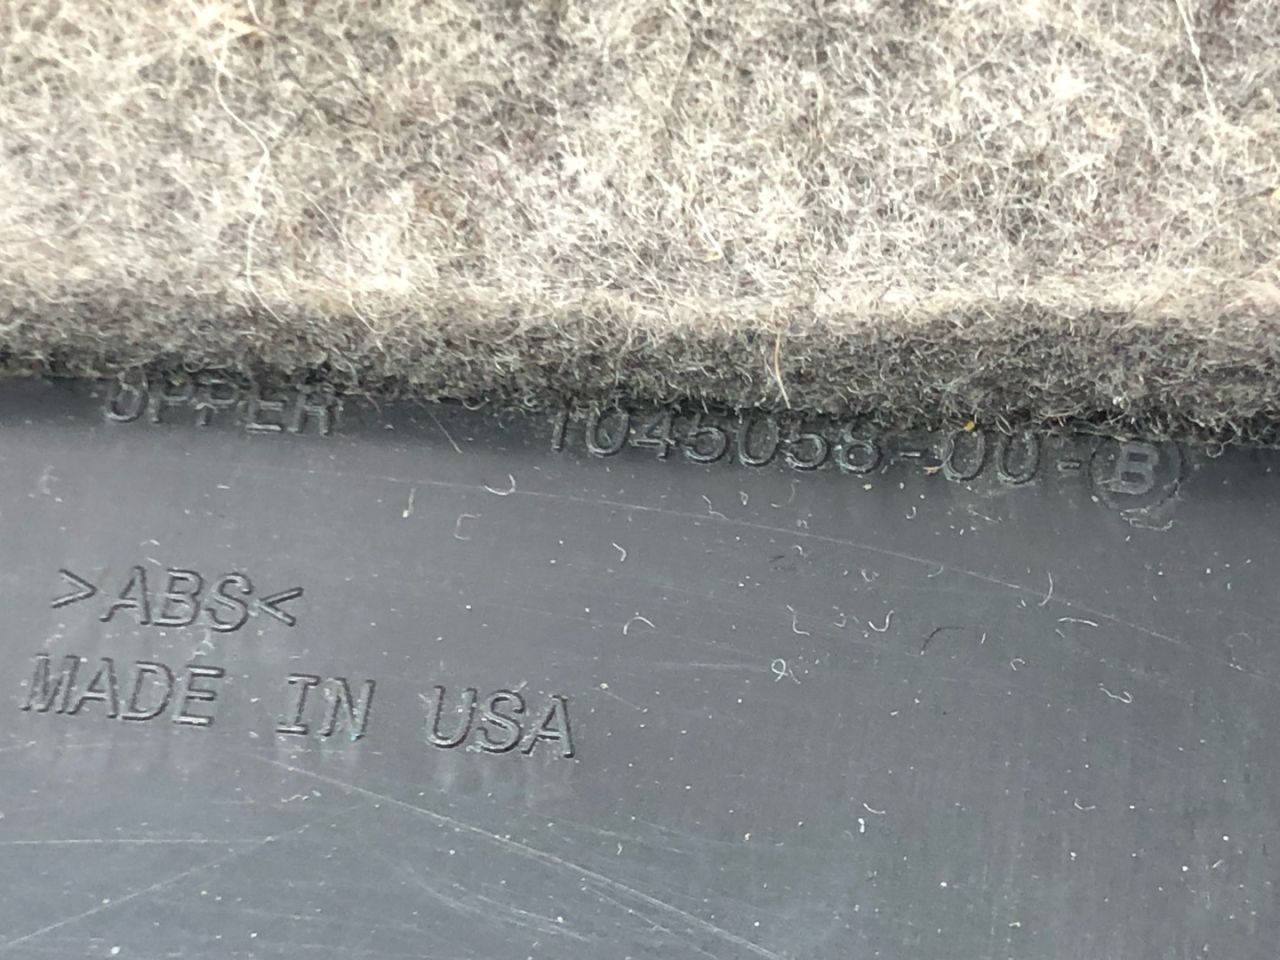 UPPER 1045058-00-B
>ABS<
MADE IN USA